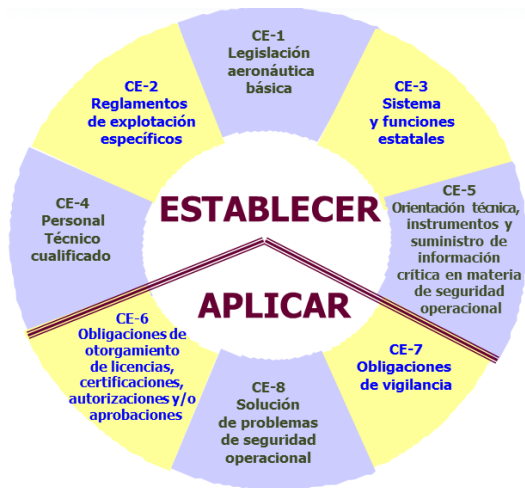 CE-1
Legislación
aeronáutica
básica
CE-2
Reglamentos
de explotación
específicos
CE-3
Sistema
y funciones
estatales
CE-4
Personal
Técnico
cualificado
ESTABLECER
CE-5
Orientación técnica,
instrumentos y
suministro de
información
crítica en materia
de seguridad
operacional
APLICAR
CE-6
Obligaciones de
otorgamiento
de licencias,
certificaciones,
autorizaciones y/o
aprobaciones
CE-7
Obligaciones
de vigilancia
CE-8
Solución
de problemas
de seguridad
operacional